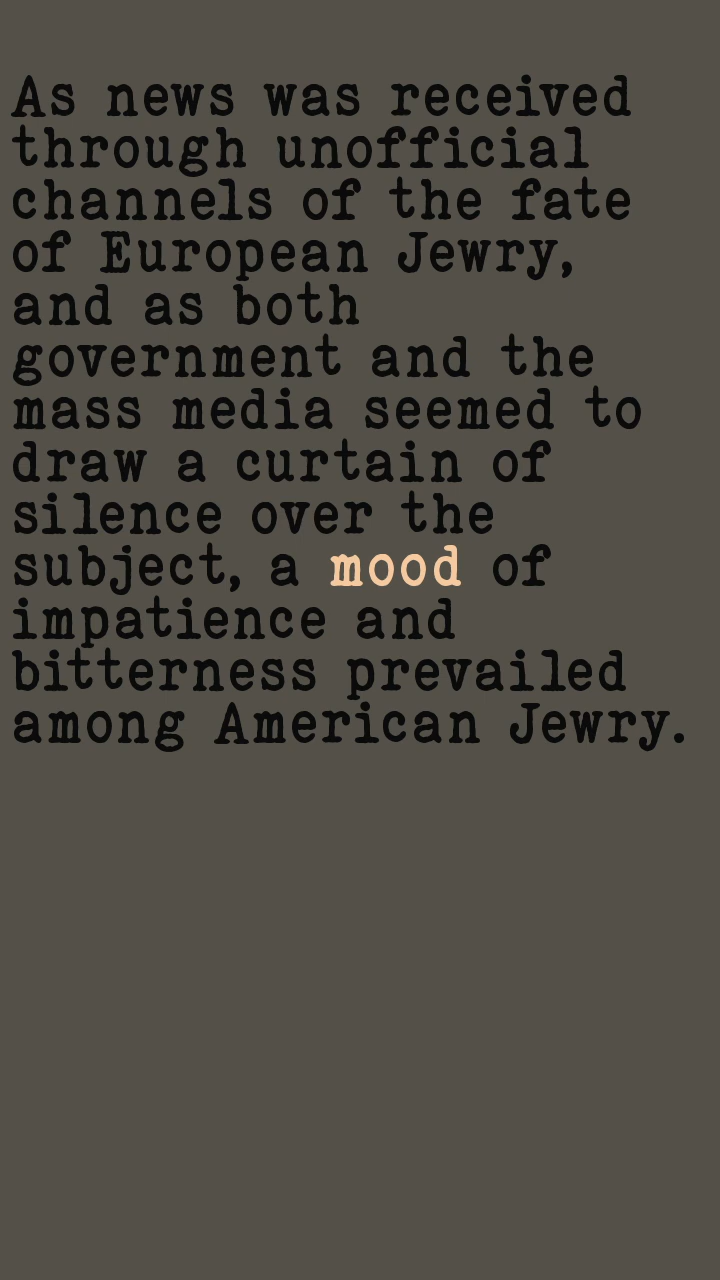 As news was received
through unofficial
channels of the fate
of European Jewry,
and as both
government and the
mass media seemed to
draw a curtain of
silence over the
subject, a mood of
impatience and
bitterness prevailed
among American Jewry.